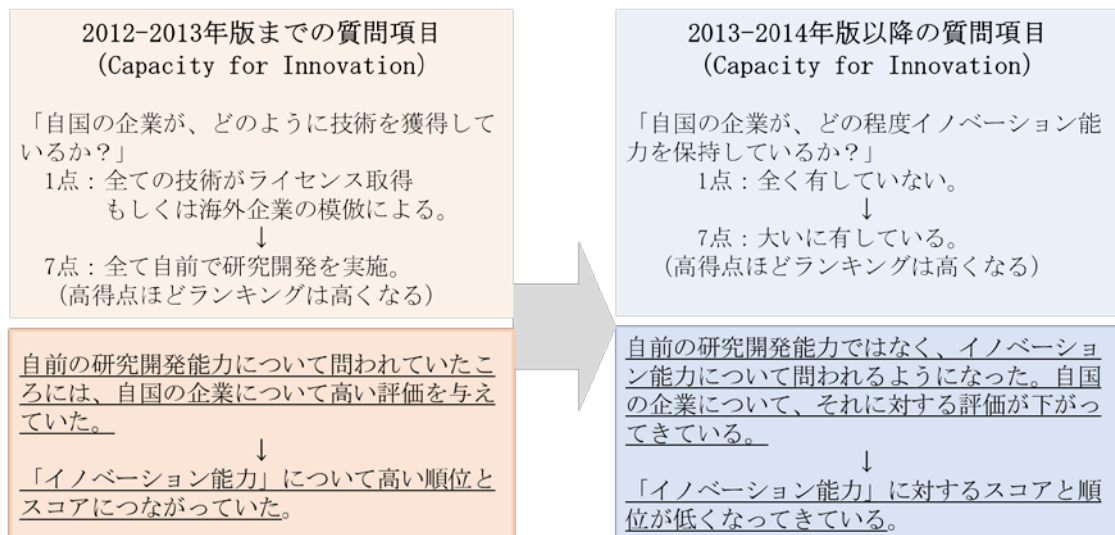 2012-2013年版までの質問項目
(Capacity for Innovation)
「自国の企業が、どのように技術を獲得して
いるか？」
1点：全ての技術がライセンス取得
もしくは海外企業の模倣による。
↓
7点：全て自前で研究開発を実施。
（高得点ほどランキングは高くなる）
自前の研究開発能力について問われていたこ
ろには、自国の企業について高い評価を与え
ていた。
↓
「イノベーション能力」について高い順位と
スコアにつながっていた。
2013-2014年版以降の質問項目
(Capacity for Innovation)
「自国の企業が、どの程度イノベーション能
力を保持しているか？」
1点：全く有していない。
↓
7点：大いに有している。
（高得点ほどランキングは高くなる）
自前の研究開発能力ではなく、イノベーショ
ン能力について問われるようになった。自国
の企業について、それに対する評価が下がっ
てきている。
↓
「イノベーション能力」に対するスコアと順
位が低くなってきている。